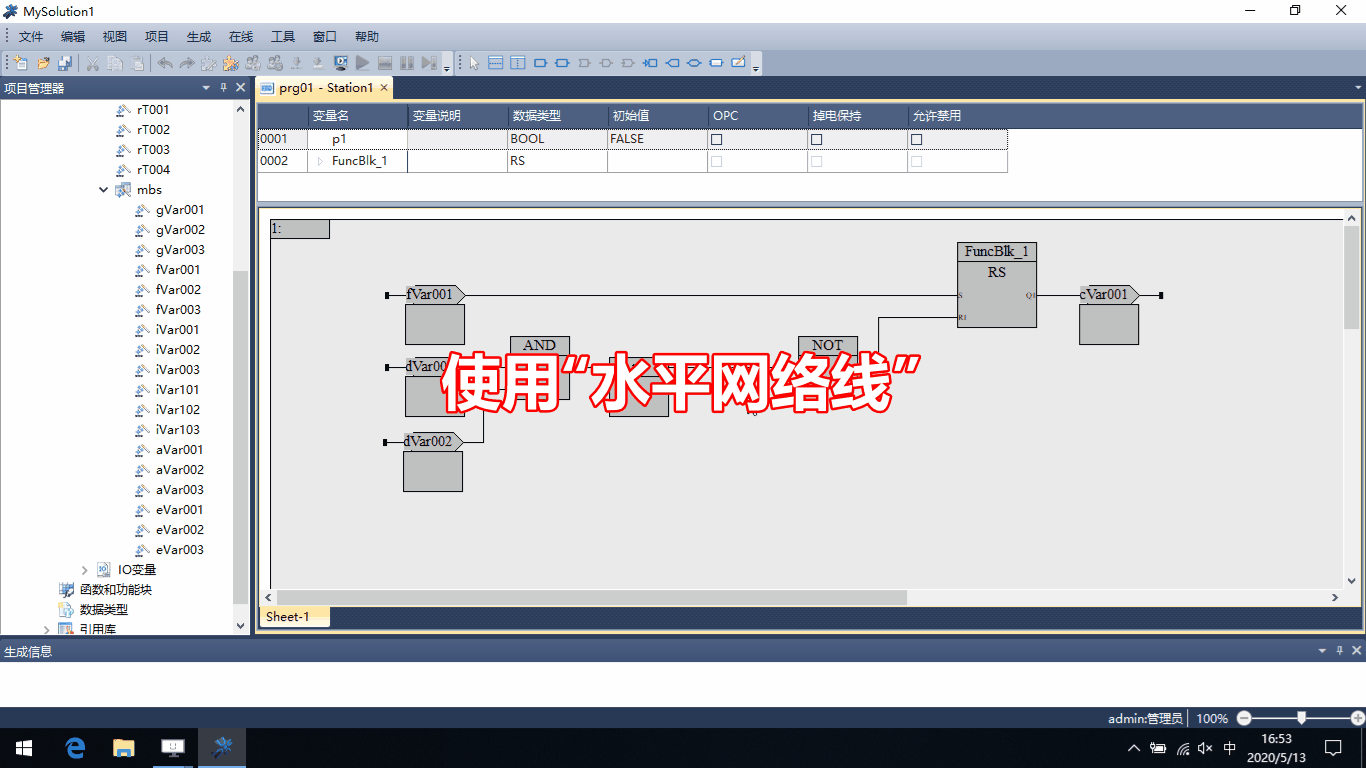 MySolution1
文件 编辑 视图 项目 生成 在线 工具 窗口 帮助
项目管理器
rT001
rT002
rT003
rT004
mbs
gVar001
gVar002
gVar003
fVar001
fVar002
fVar003
iVar001
iVar002
iVar003
iVar101
iVar102
iVar103
aVar001
aVar002
aVar003
eVar001
eVar002
eVar003
IO变量
函数和功能块
数据类型
引用库
prg01 - Station1
变量名 变量说明 数据类型 初始值 OPC 掉电保持 允许禁用
0001 p1 BOOL FALSE
0002 FuncBlk_1 RS
1:
FuncBlk_1
RS
S Q1
R1
fVar001
cVar001
AND
NOT
使用“水平网络线”
dVar002
Sheet-1
生成信息
admin:管理员 100%
中
16:53
2020/5/13